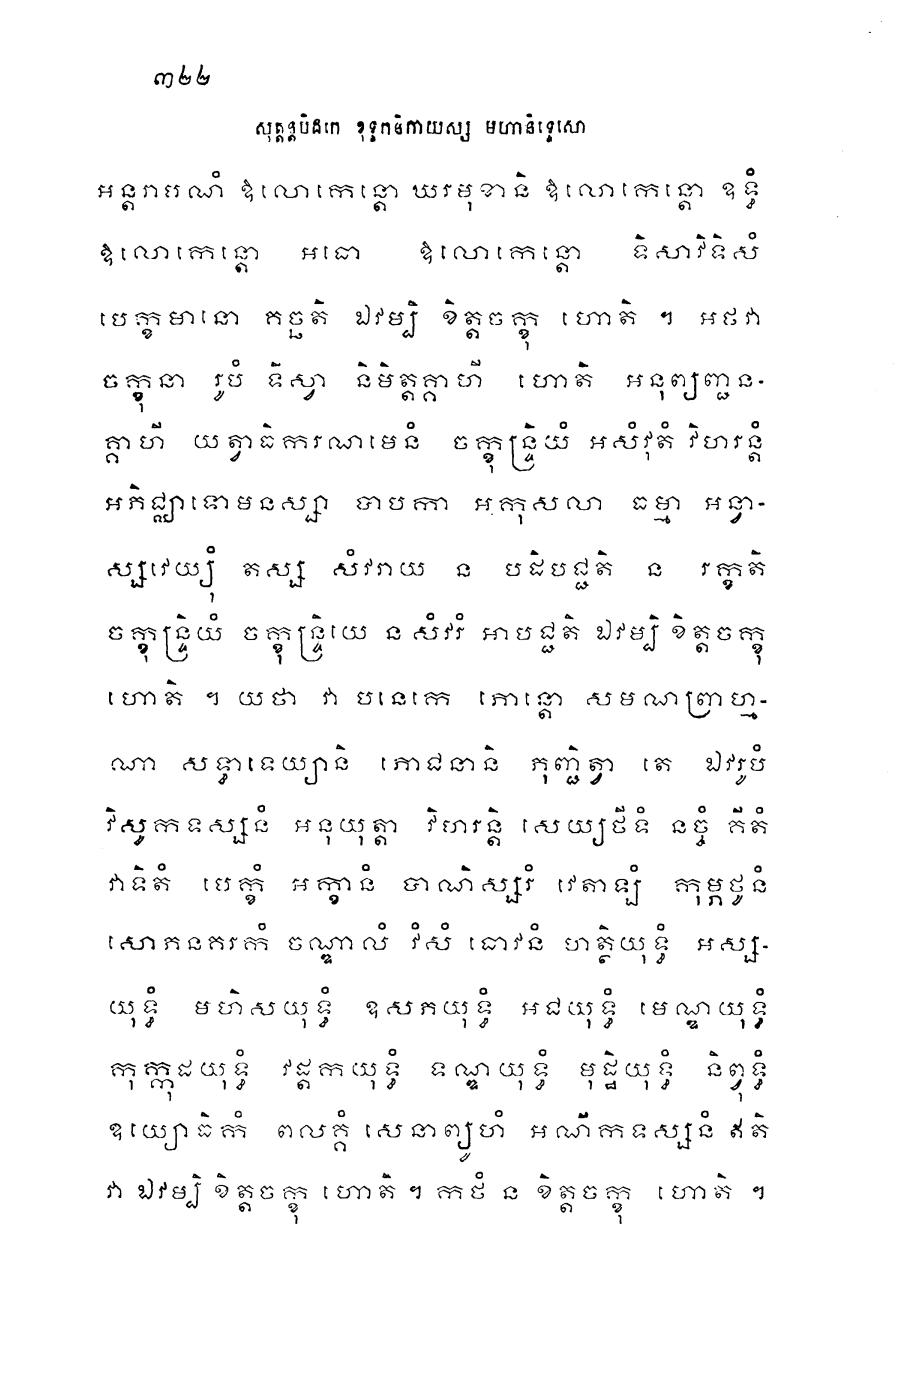 ៣២២
សុត្តន្តបិដកេ ខុទ្ទកនិកាយស្ស មហានិទ្ទេសោ
អន្តរាបណំ ឱលោកេន្តោ ឃរមុខានិ ឱលោកេន្តោ ឧទ្ធំ
ឱលោកេន្តោ អធោ ឱលោកេន្តោ ទិសាវិទិសំ
បេក្ខមានោ គច្ឆតិ ឯវម្បិ ខិត្តចក្ខុ ហោតិ ។ អថវា
ចក្ខុនា រូបំ ទិស្វា និមិត្តគ្គាហី ហោតិ អនុព្យញ្ជន-
គ្គាហី យត្វាធិករណាមេនំ ចក្ខុន្ទ្រិយំ អសំវុតំ វិហរន្តំ
អភិជ្ឈាទោមនស្សា បាបកា អកុសលា ធម្មា អន្វា-
ស្សវេយ្យុំ តស្ស សំវរាយ ន បដិបជ្ជតិ ន រក្ខតិ
ចក្ខុន្ទ្រិយំ ចក្ខុន្ទ្រិយេ ន សំវរំ អាបជ្ជតិ ឯវម្បិ ខិត្តចក្ខុ
ហោតិ ។ យថា វា បនេកេ ភោន្តោ សមណព្រាហ្ម-
ណា សទ្ធាទេយ្យានិ ភោជនានិ ភុញ្ជិត្វា តេ ឯវរូបំ
វិសូកទស្សនំ អនុយុត្តា វិហរន្តិ សេយ្យថីទំ នច្ចំ គីតំ
វាទិតំ បេក្ខំ អក្ខានំ បាណិស្សរំ វេតាឡំ កុម្ភថូនំ
សោភនគរកំ ចណ្ឌាលំ វំសំ ធោវនំ ហត្ថិយុទ្ធំ អស្ស-
យុទ្ធំ មហិសយុទ្ធំ ឧសភយុទ្ធំ អជយុទ្ធំ មេណ្ឌយុទ្ធំ
កុក្កុដយុទ្ធំ វដ្តកយុទ្ធំ ទណ្ឌយុទ្ធំ មុដ្ឋិយុទ្ធំ និព្វុទ្ធំ
ឧយ្យោធិកំ ពលគ្គំ សេនាព្យូហំ អណីកទស្សនំ ឥតិ
វា ឯវម្បិ ខិត្តចក្ខុ ហោតិ ។ កថំ ន ខិត្តចក្ខុ ហោតិ ។